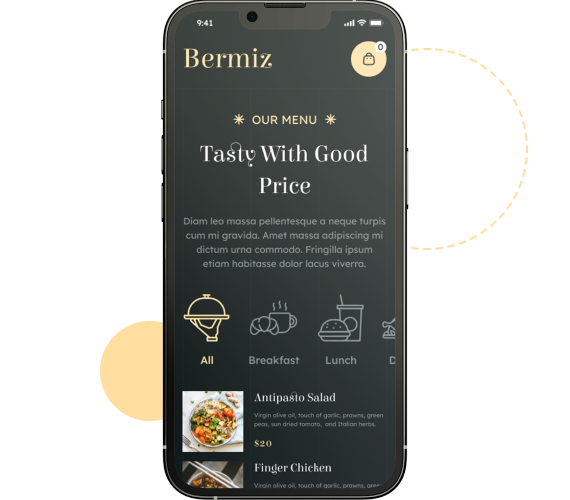 9:41
Bermiz
0
OUR MENU
Tasty With Good
Price
Diam leo massa pellentesque a neque turpis
cum mi gravida. Amet massa adipiscing mi
dictum urna commodo. Fringilla ipsum
etiam habitasse dolor lacus viverra.
All
Breakfast
Lunch
D
Antipasto Salad
Virgin olive oil, touch of garlic, prawns, green
peas, sun dried tomato, and Italian herbs.
$20
Finger Chicken
Virgin olive oil, touch of garlic, prawns, green